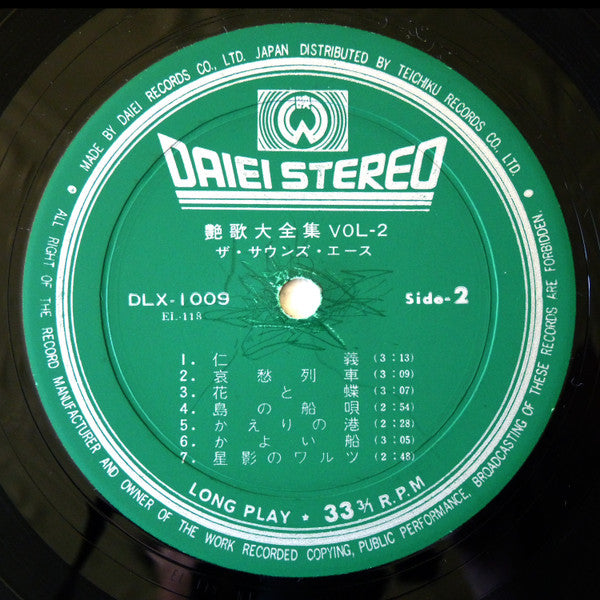 MADE BY DAIEI RECORDS CO., LTD. JAPAN DISTRIBUTED BY TEICHIKU RECORDS CO., LTD.
DAIEI STEREO
艶歌大全集 VOL-2
ザ・サウンズ・エース
DLX-1009
EL-118
Side-2
1. 仁義 (3:13)
2. 哀愁列車 (3:09)
3. 花と蝶 (3:07)
4. 島の船唄 (2:54)
5. かえりの港 (2:28)
6. かよい船 (3:05)
7. 星影のワルツ (2:48)
LONG PLAY ★ 33⅓ R.P.M
ALL RIGHT OF THE RECORD MANUFACTURER AND OWNER OF THE WORK RECORDED COPYING, PUBLIC PERFORMANCE, BROADCASTING OF THESE RECORDS ARE FORBIDDEN.